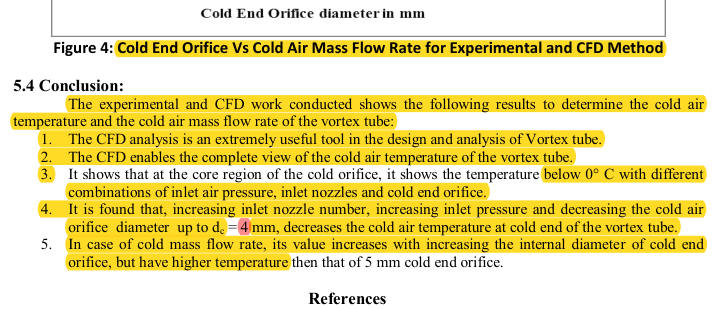 Cold End Orifice diameter in mm
Figure 4: Cold End Orifice Vs Cold Air Mass Flow Rate for Experimental and CFD Method
5.4 Conclusion:
The experimental and CFD work conducted shows the following results to determine the cold air
temperature and the cold air mass flow rate of the vortex tube:
1. The CFD analysis is an extremely useful tool in the design and analysis of Vortex tube.
2. The CFD enables the complete view of the cold air temperature of the vortex tube.
3. It shows that at the core region of the cold orifice, it shows the temperature below 0° C with different
combinations of inlet air pressure, inlet nozzles and cold end orifice.
4. It is found that, increasing inlet nozzle number, increasing inlet pressure and decreasing the cold air
orifice diameter up to dc=4 mm, decreases the cold air temperature at cold end of the vortex tube.
5. In case of cold mass flow rate, its value increases with increasing the internal diameter of cold end
orifice, but have higher temperature then that of 5 mm cold end orifice.
References